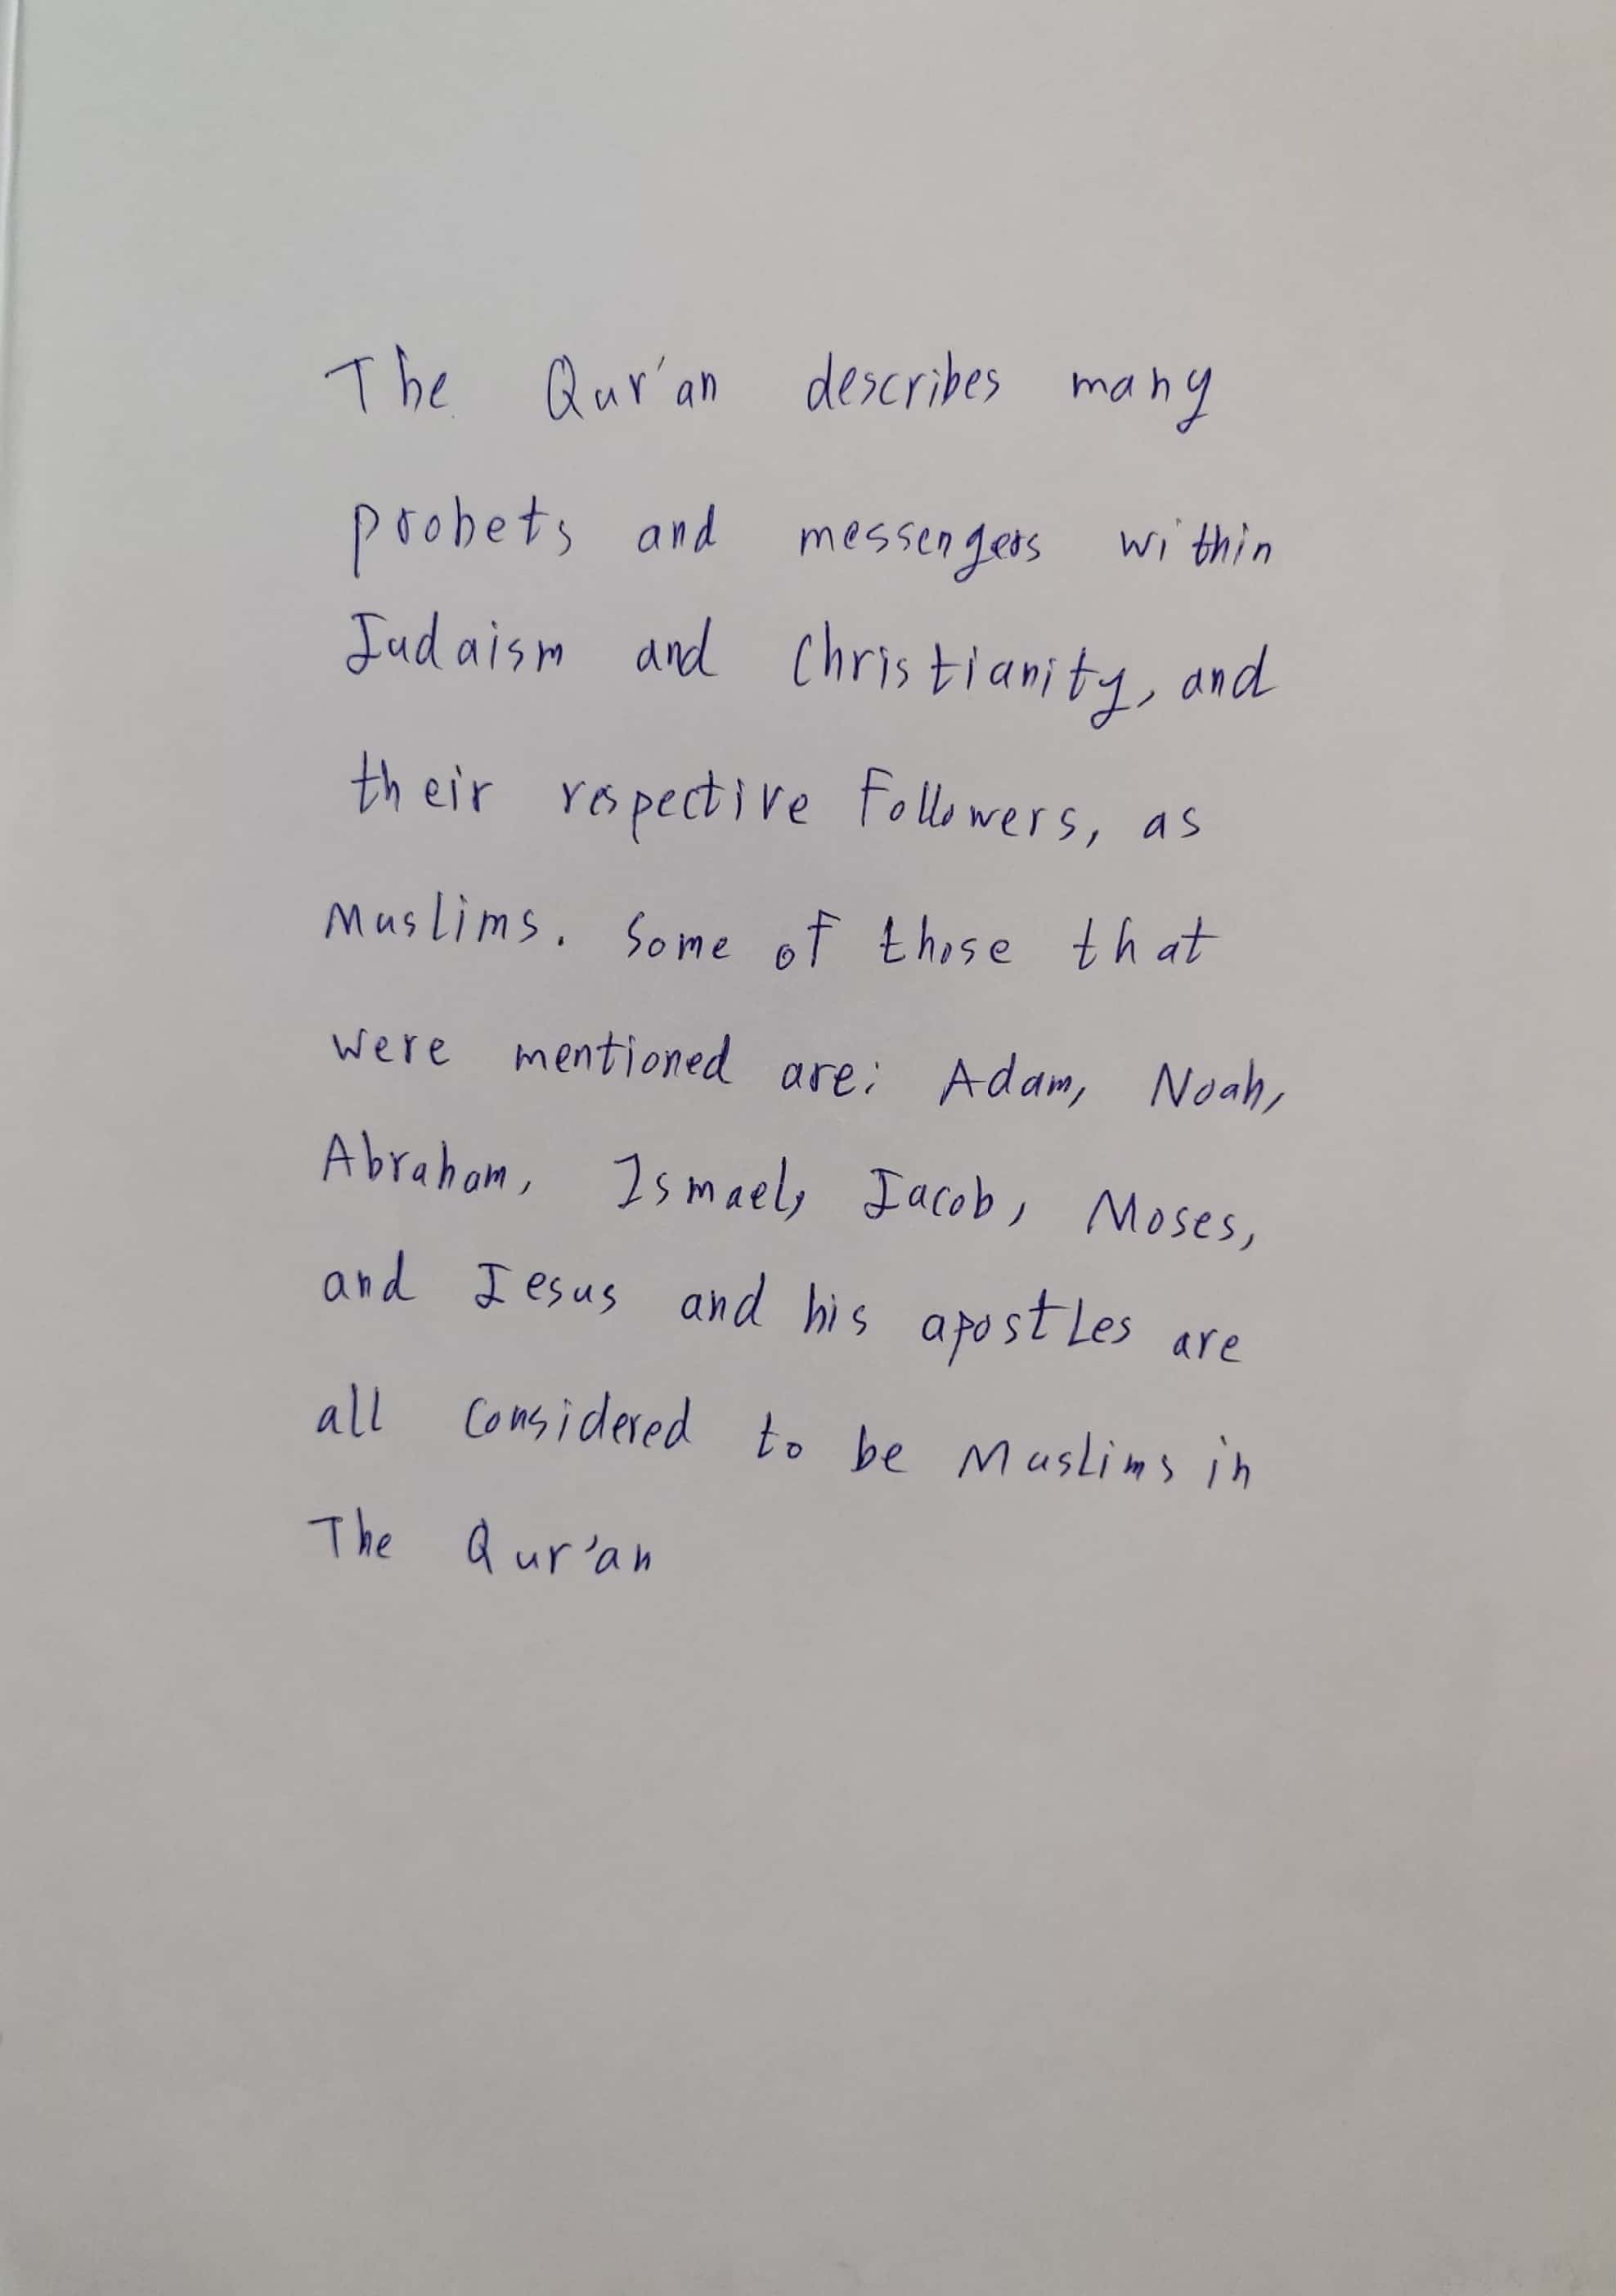 The Qur'an describes many
probets and messengers within
Judaism and Christianity, and
their respective Followers, as
Muslims. Some of those that
were mentioned are: Adam, Noah,
Abraham, Ismael, Jacob, Moses,
and Jesus and his apostles are
all Considered to be Muslims in
The Qur'an